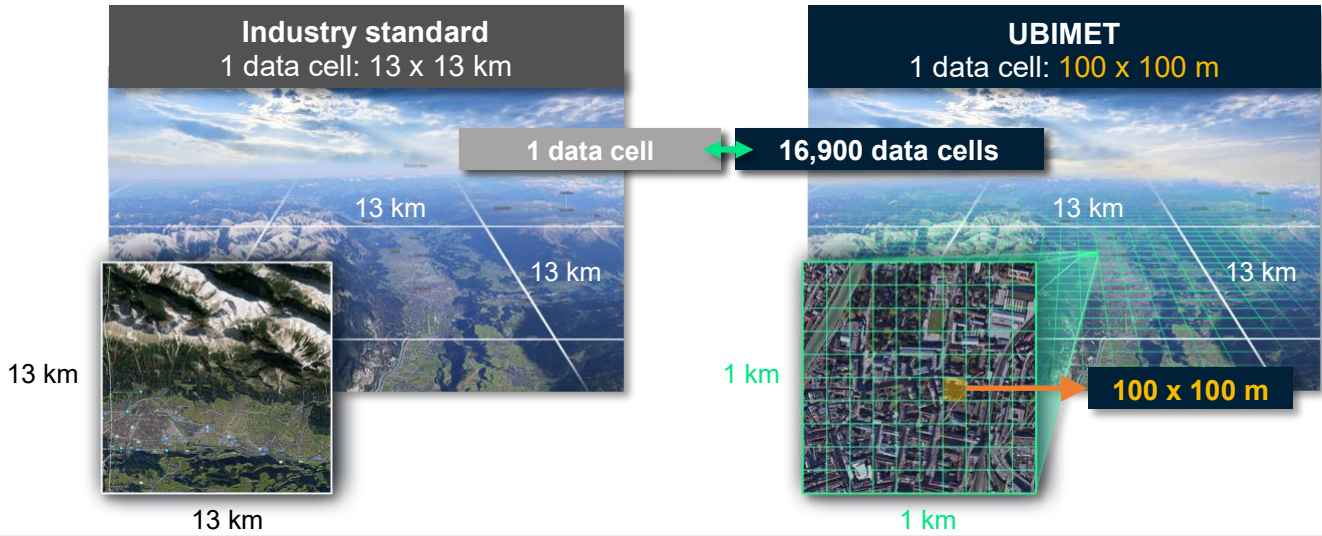 Industry standard
1 data cell: 13 x 13 km
UBIMET
1 data cell: 100 x 100 m
1 data cell
16,900 data cells
13 km
13 km
13 km
13 km
13 km
13 km
1 km
1 km
100 x 100 m